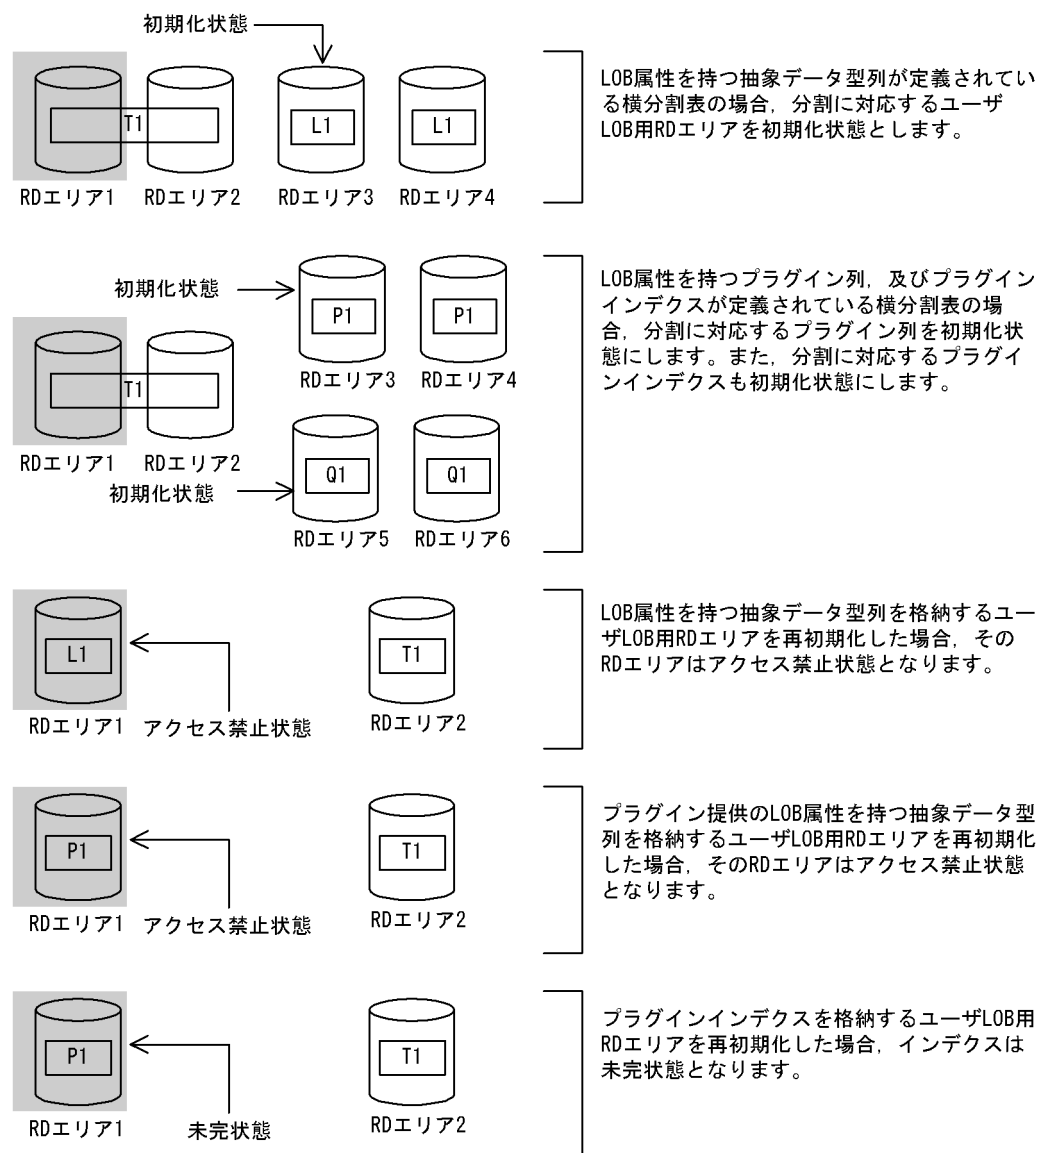 初期化状態
T1
L1
L1
RDエリア1
RDエリア2
RDエリア3
RDエリア4
LOB属性を持つ抽象データ型列が定義されてい
る横分割表の場合，分割に対応するユーザ
LOB用RDエリアを初期化状態とします。
初期化状態
P1
P1
RDエリア3
RDエリア4
T1
RDエリア1
RDエリア2
初期化状態
Q1
Q1
RDエリア5
RDエリア6
LOB属性を持つプラグイン列，及びプラグイン
インデクスが定義されている横分割表の場
合，分割に対応するプラグイン列を初期化状
態にします。また，分割に対応するプラグイ
ンインデクスも初期化状態にします。
L1
T1
RDエリア1
アクセス禁止状態
RDエリア2
LOB属性を持つ抽象データ型列を格納するユー
ザLOB用RDエリアを再初期化した場合，その
RDエリアはアクセス禁止状態となります。
P1
T1
RDエリア1
アクセス禁止状態
RDエリア2
プラグイン提供のLOB属性を持つ抽象データ型
列を格納するユーザLOB用RDエリアを再初期化
した場合，そのRDエリアはアクセス禁止状態
となります。
P1
T1
RDエリア1
未完状態
RDエリア2
プラグインインデクスを格納するユーザLOB用
RDエリアを再初期化した場合，インデクスは
未完状態となります。